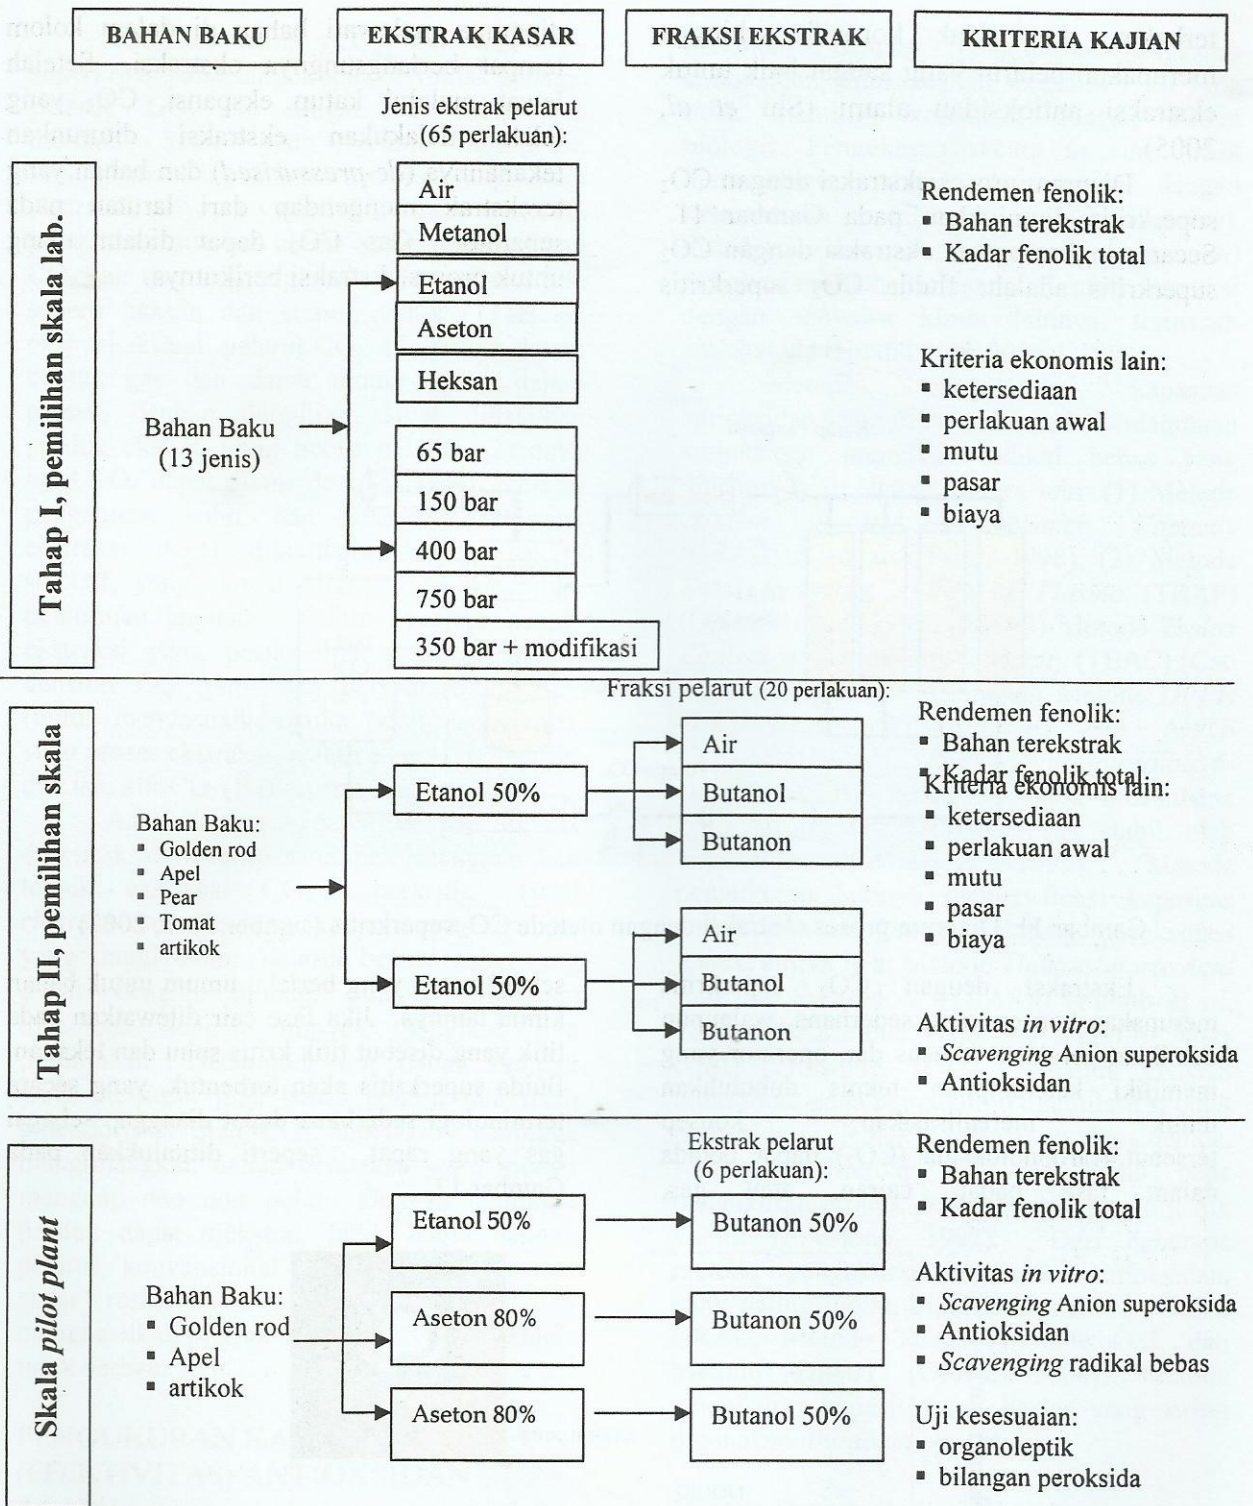 BAHAN BAKU
EKSTRAK KASAR
FRAKSI EKSTRAK
KRITERIA KAJIAN
Tahap I, pemilihan skala lab.
Bahan Baku
(13 jenis)
Jenis ekstrak pelarut
(65 perlakuan):
Air
Metanol
Etanol
Aseton
Heksan
65 bar
150 bar
400 bar
750 bar
350 bar + modifikasi
Rendemen fenolik:
▪ Bahan terekstrak
▪ Kadar fenolik total
Kriteria ekonomis lain:
▪ ketersediaan
▪ perlakuan awal
▪ mutu
▪ pasar
▪ biaya
Tahap II, pemilihan skala
Bahan Baku:
▪ Golden rod
▪ Apel
▪ Pear
▪ Tomat
▪ artikok
Etanol 50%
Etanol 50%
Fraksi pelarut (20 perlakuan):
Air
Butanol
Butanon
Air
Butanol
Butanon
Rendemen fenolik:
▪ Bahan terekstrak
▪ Kadar fenolik total
Kriteria ekonomis lain:
▪ ketersediaan
▪ perlakuan awal
▪ mutu
▪ pasar
▪ biaya
Aktivitas in vitro:
▪ Scavenging Anion superoksida
▪ Antioksidan
Skala pilot plant
Bahan Baku:
▪ Golden rod
▪ Apel
▪ artikok
Etanol 50%
Aseton 80%
Aseton 80%
Ekstrak pelarut
(6 perlakuan):
Butanon 50%
Butanon 50%
Butanol 50%
Rendemen fenolik:
▪ Bahan terekstrak
▪ Kadar fenolik total
Aktivitas in vitro:
▪ Scavenging Anion superoksida
▪ Antioksidan
▪ Scavenging radikal bebas
Uji kesesuaian:
▪ organoleptik
▪ bilangan peroksida